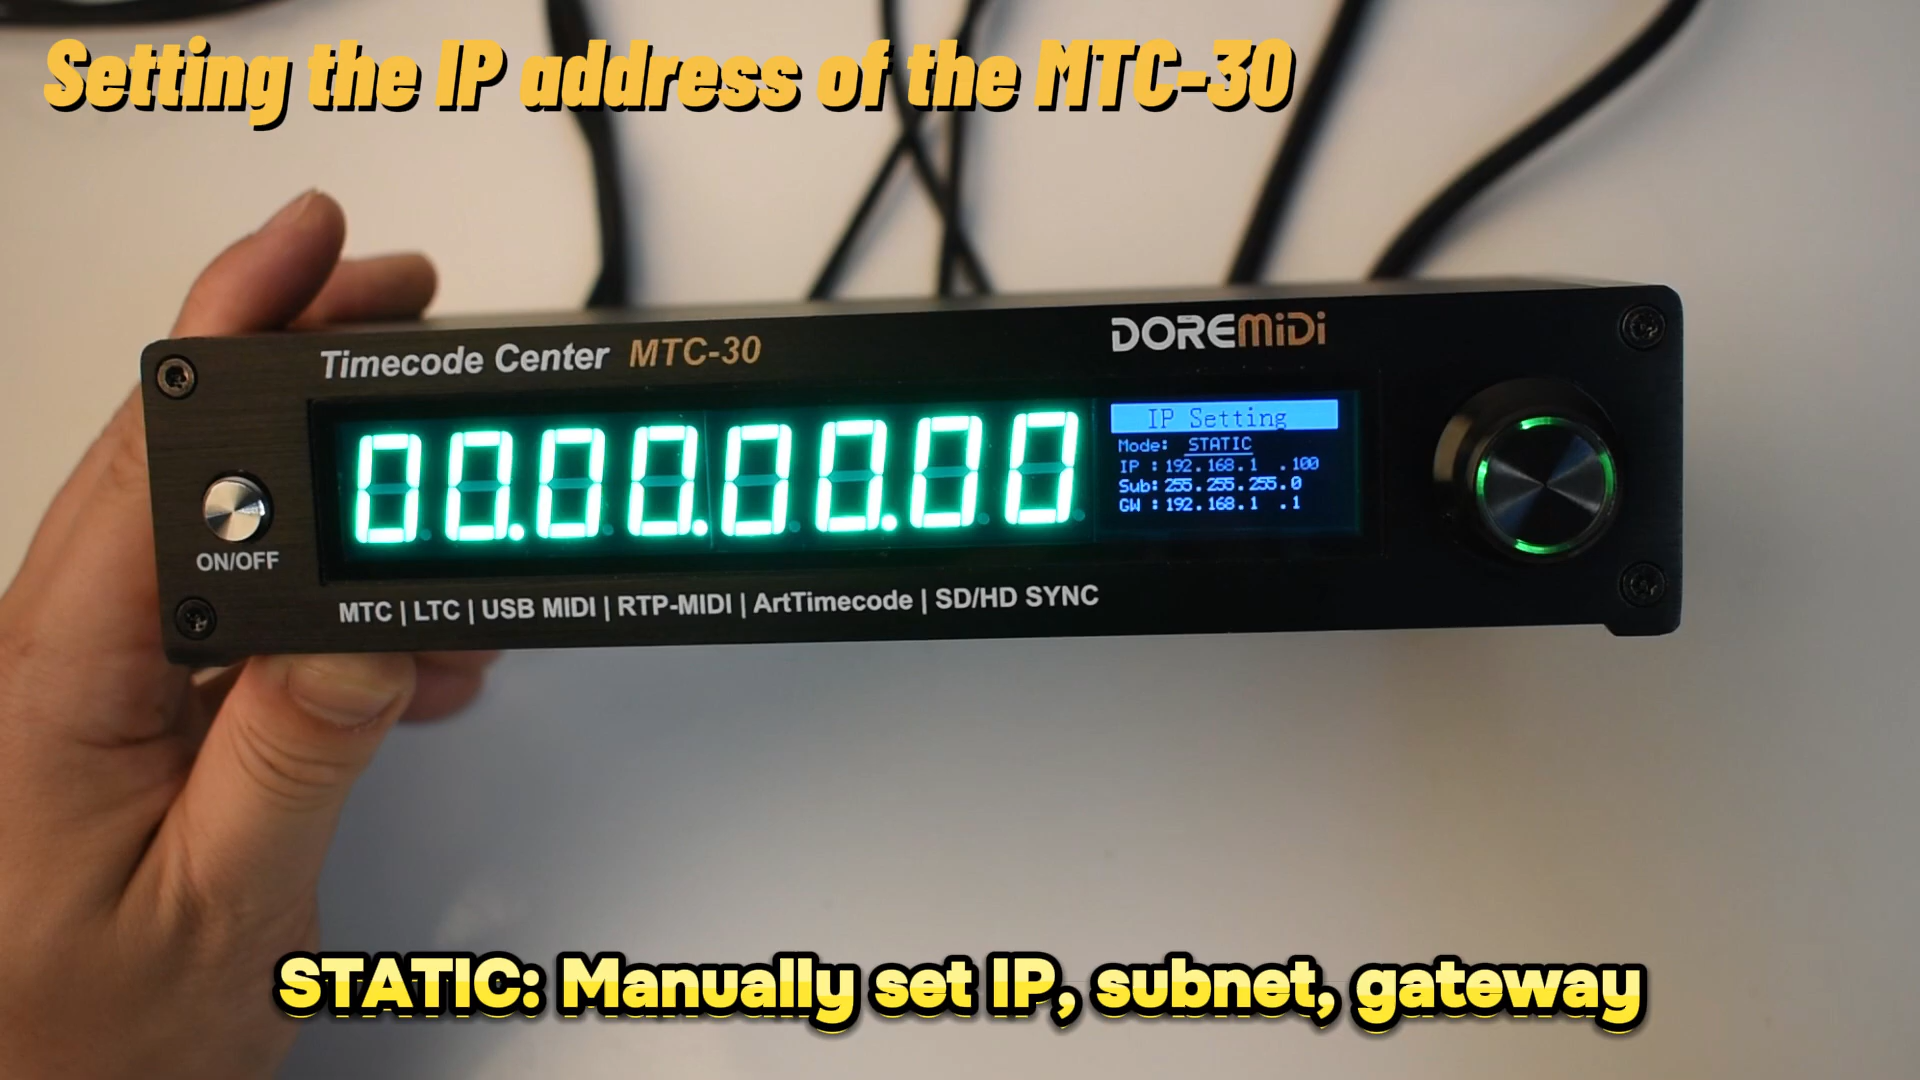 Setting the IP address of the MTC-30
Timecode Center MTC-30
DOREMiDi
00.00.00.00
IP Setting
Mode: STATIC
IP :192.168.1 .100
Sub:255.255.255.0
GW :192.168.1 .1
ON/OFF
MTC | LTC | USB MIDI | RTP-MIDI | ArtTimecode | SD/HD SYNC
STATIC: Manually set IP, subnet, gateway